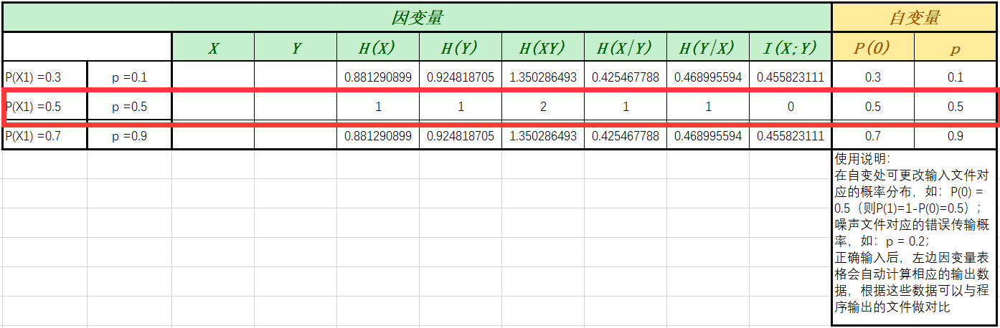 因变量 自变量
X Y H(X) H(Y) H(XY) H(X/Y) H(Y/X) I(X;Y) P(0) p
P(X1) =0.3 p =0.1 0.881290899 0.924818705 1.350286493 0.425467788 0.468995594 0.455823111 0.3 0.1
P(X1) =0.5 p =0.5 1 1 2 1 1 0 0.5 0.5
P(X1) =0.7 p =0.9 0.881290899 0.924818705 1.350286493 0.425467788 0.468995594 0.455823111 0.7 0.9
使用说明：
在自变处可更改输入文件对
应的概率分布，如：P(0) =
0.5（则P(1)=1-P(0)=0.5）；
噪声文件对应的错误传输概
率，如：p = 0.2；
正确输入后，左边因变量表
格会自动计算相应的输出数
据，根据这些数据可以与程
序输出的文件做对比